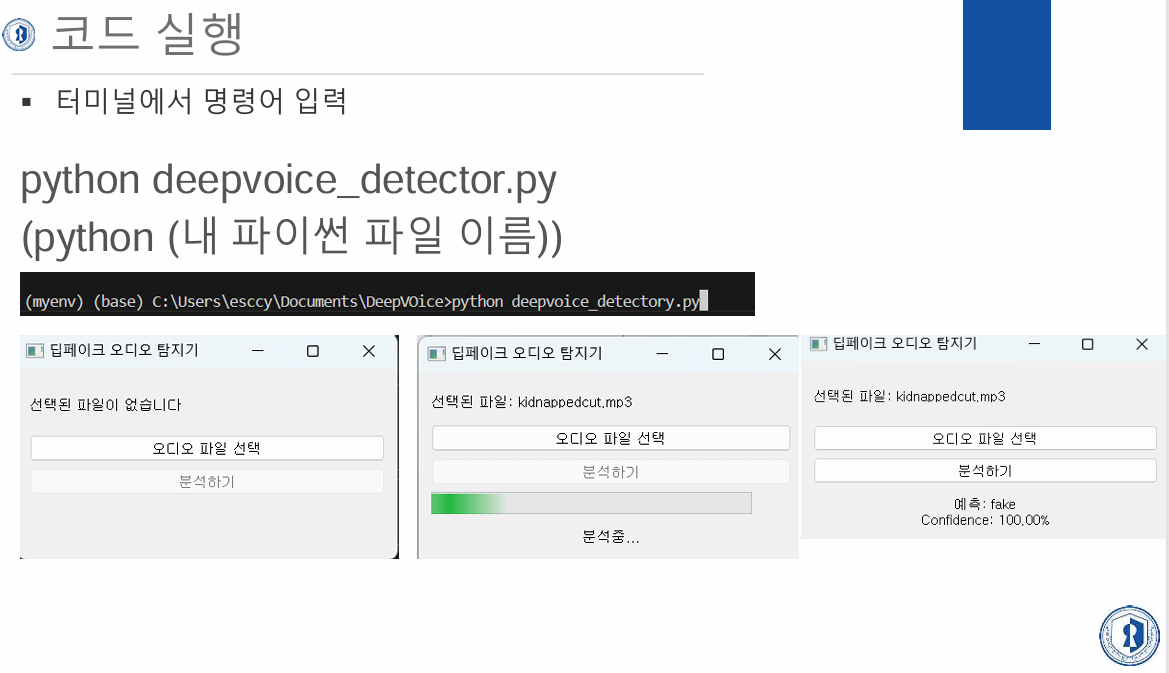 코드 실행
▪ 터미널에서 명령어 입력
python deepvoice_detector.py
(python (내 파이썬 파일 이름))
(myenv) (base) C:\Users\esccy\Documents\DeepVOice>python deepvoice_detectory.py
딥페이크 오디오 탐지기
선택된 파일이 없습니다
오디오 파일 선택
분석하기
딥페이크 오디오 탐지기
선택된 파일: kidnappedcut.mp3
오디오 파일 선택
분석하기
분석중...
딥페이크 오디오 탐지기
선택된 파일: kidnappedcut.mp3
오디오 파일 선택
분석하기
예측: fake
Confidence: 100.00%